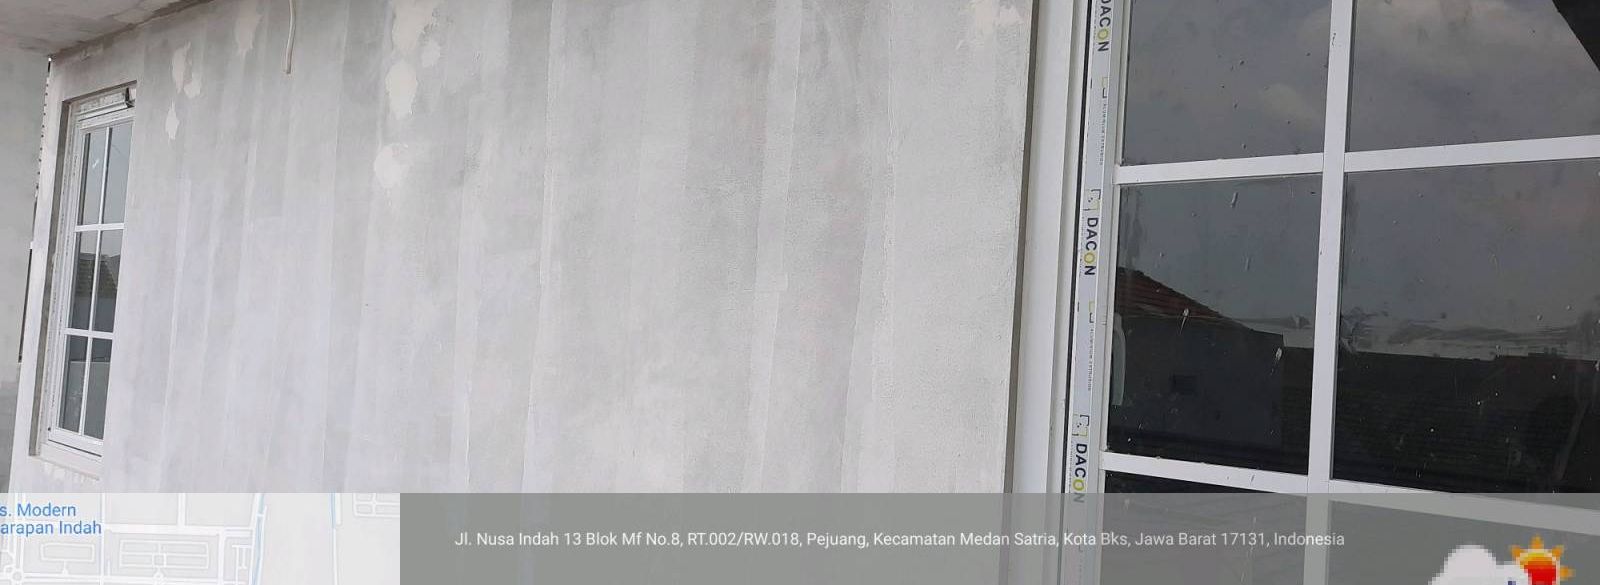 DACON
DACON
DACON
s. Modern
arapan Indah
Jl. Nusa Indah 13 Blok Mf No.8, RT.002/RW.018, Pejuang, Kecamatan Medan Satria, Kota Bks, Jawa Barat 17131, Indonesia